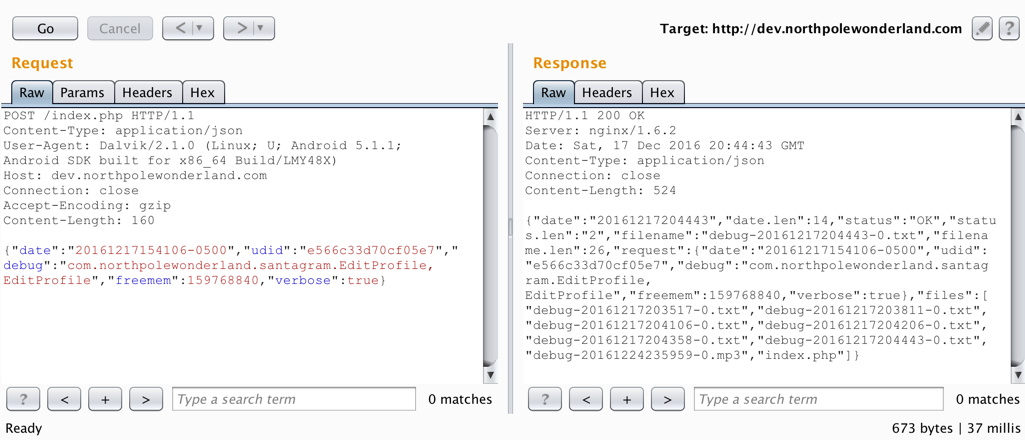 Go
Cancel
<
>
Target: http://dev.northpolewonderland.com
?
Request
Raw
Params
Headers
Hex
POST /index.php HTTP/1.1
Content-Type: application/json
User-Agent: Dalvik/2.1.0 (Linux; U; Android 5.1.1;
Android SDK built for x86_64 Build/LMY48X)
Host: dev.northpolewonderland.com
Connection: close
Accept-Encoding: gzip
Content-Length: 160
{"date":"20161217154106-0500","udid":"e566c33d70cf05e7","
debug":"com.northpolewonderland.santagram.EditProfile,
EditProfile","freemem":159768840,"verbose":true}
?
<
+
>
Type a search term
0 matches
Response
Raw
Headers
Hex
HTTP/1.1 200 OK
Server: nginx/1.6.2
Date: Sat, 17 Dec 2016 20:44:43 GMT
Content-Type: application/json
Connection: close
Content-Length: 524
{"date":"20161217204443","date.len":14,"status":"OK","statu
s.len":"2","filename":"debug-20161217204443-0.txt","filena
me.len":26,"request":{"date":"20161217154106-0500","udid":
"e566c33d70cf05e7","debug":"com.northpolewonderland.santag
ram.EditProfile,
EditProfile","freemem":159768840,"verbose":true},"files":[
"debug-20161217203517-0.txt","debug-20161217203811-0.txt",
"debug-20161217204106-0.txt","debug-20161217204206-0.txt",
"debug-20161217204358-0.txt","debug-20161217204443-0.txt",
"debug-20161224235959-0.mp3","index.php"]}
?
<
+
>
Type a search term
0 matches
Ready
673 bytes | 37 millis